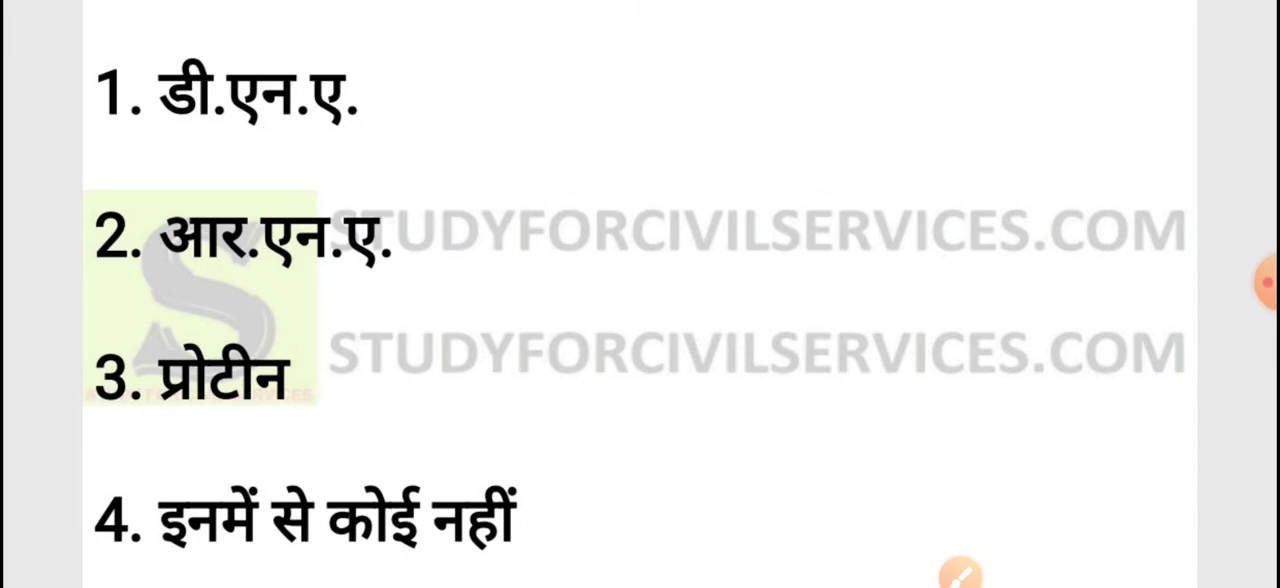 1. डी.एन.ए.
2. आर.एन.ए.
STUDYFORCIVILSERVICES.COM
3. प्रोटीन
STUDYFORCIVILSERVICES.COM
4. इनमें से कोई नहीं